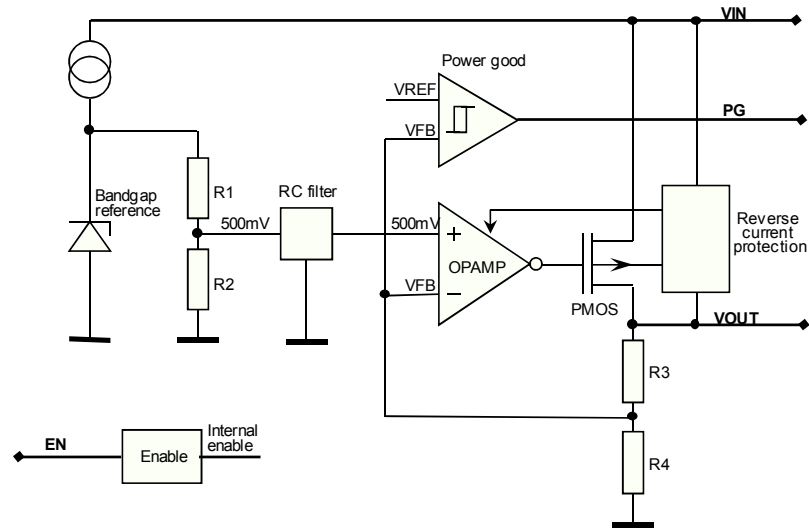 VIN
Power good
VREF
PG
VFB
Bandgap
reference
R1
RC filter
500mV
500mV
+
OPAMP
Reverse
current
protection
R2
VFB
−
PMOS
VOUT
R3
EN
Enable
Internal
enable
R4